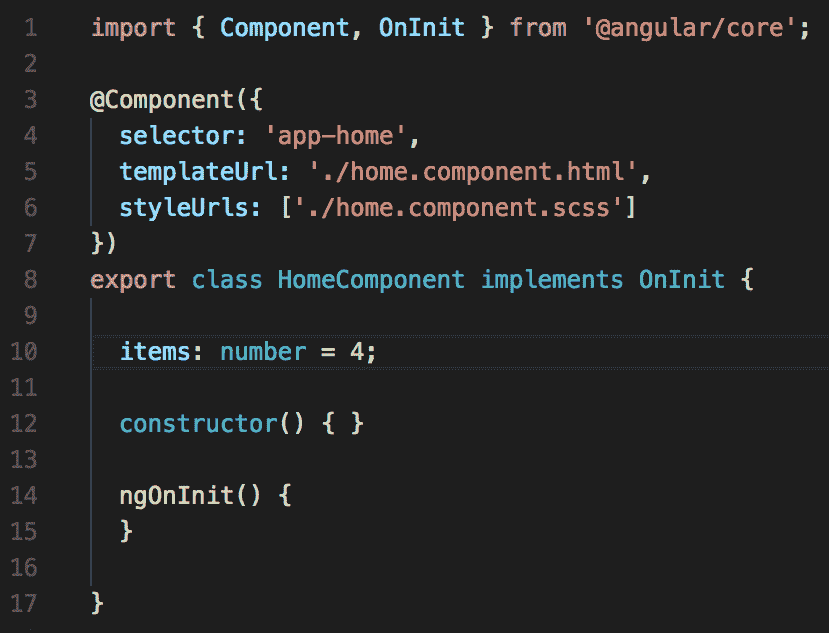 1 import { Component, OnInit } from '@angular/core';
2
3 @Component({
4 selector: 'app-home',
5 templateUrl: './home.component.html',
6 styleUrls: ['./home.component.scss']
7 })
8 export class HomeComponent implements OnInit {
9
10 items: number = 4;
11
12 constructor() { }
13
14 ngOnInit() {
15 }
16
17 }